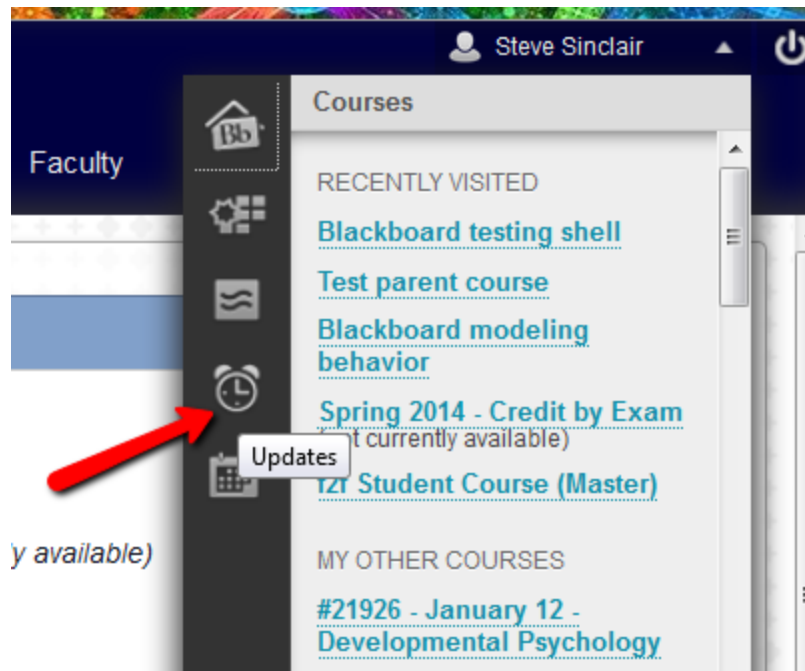 Steve Sinclair
Faculty
Bb
Courses
RECENTLY VISITED
Blackboard testing shell
Test parent course
Blackboard modeling
behavior
Spring 2014 - Credit by Exam
currently available)
Updates
Student Course (Master)
y available)
MY OTHER COURSES
#21926 - January 12 -
Developmental Psychology